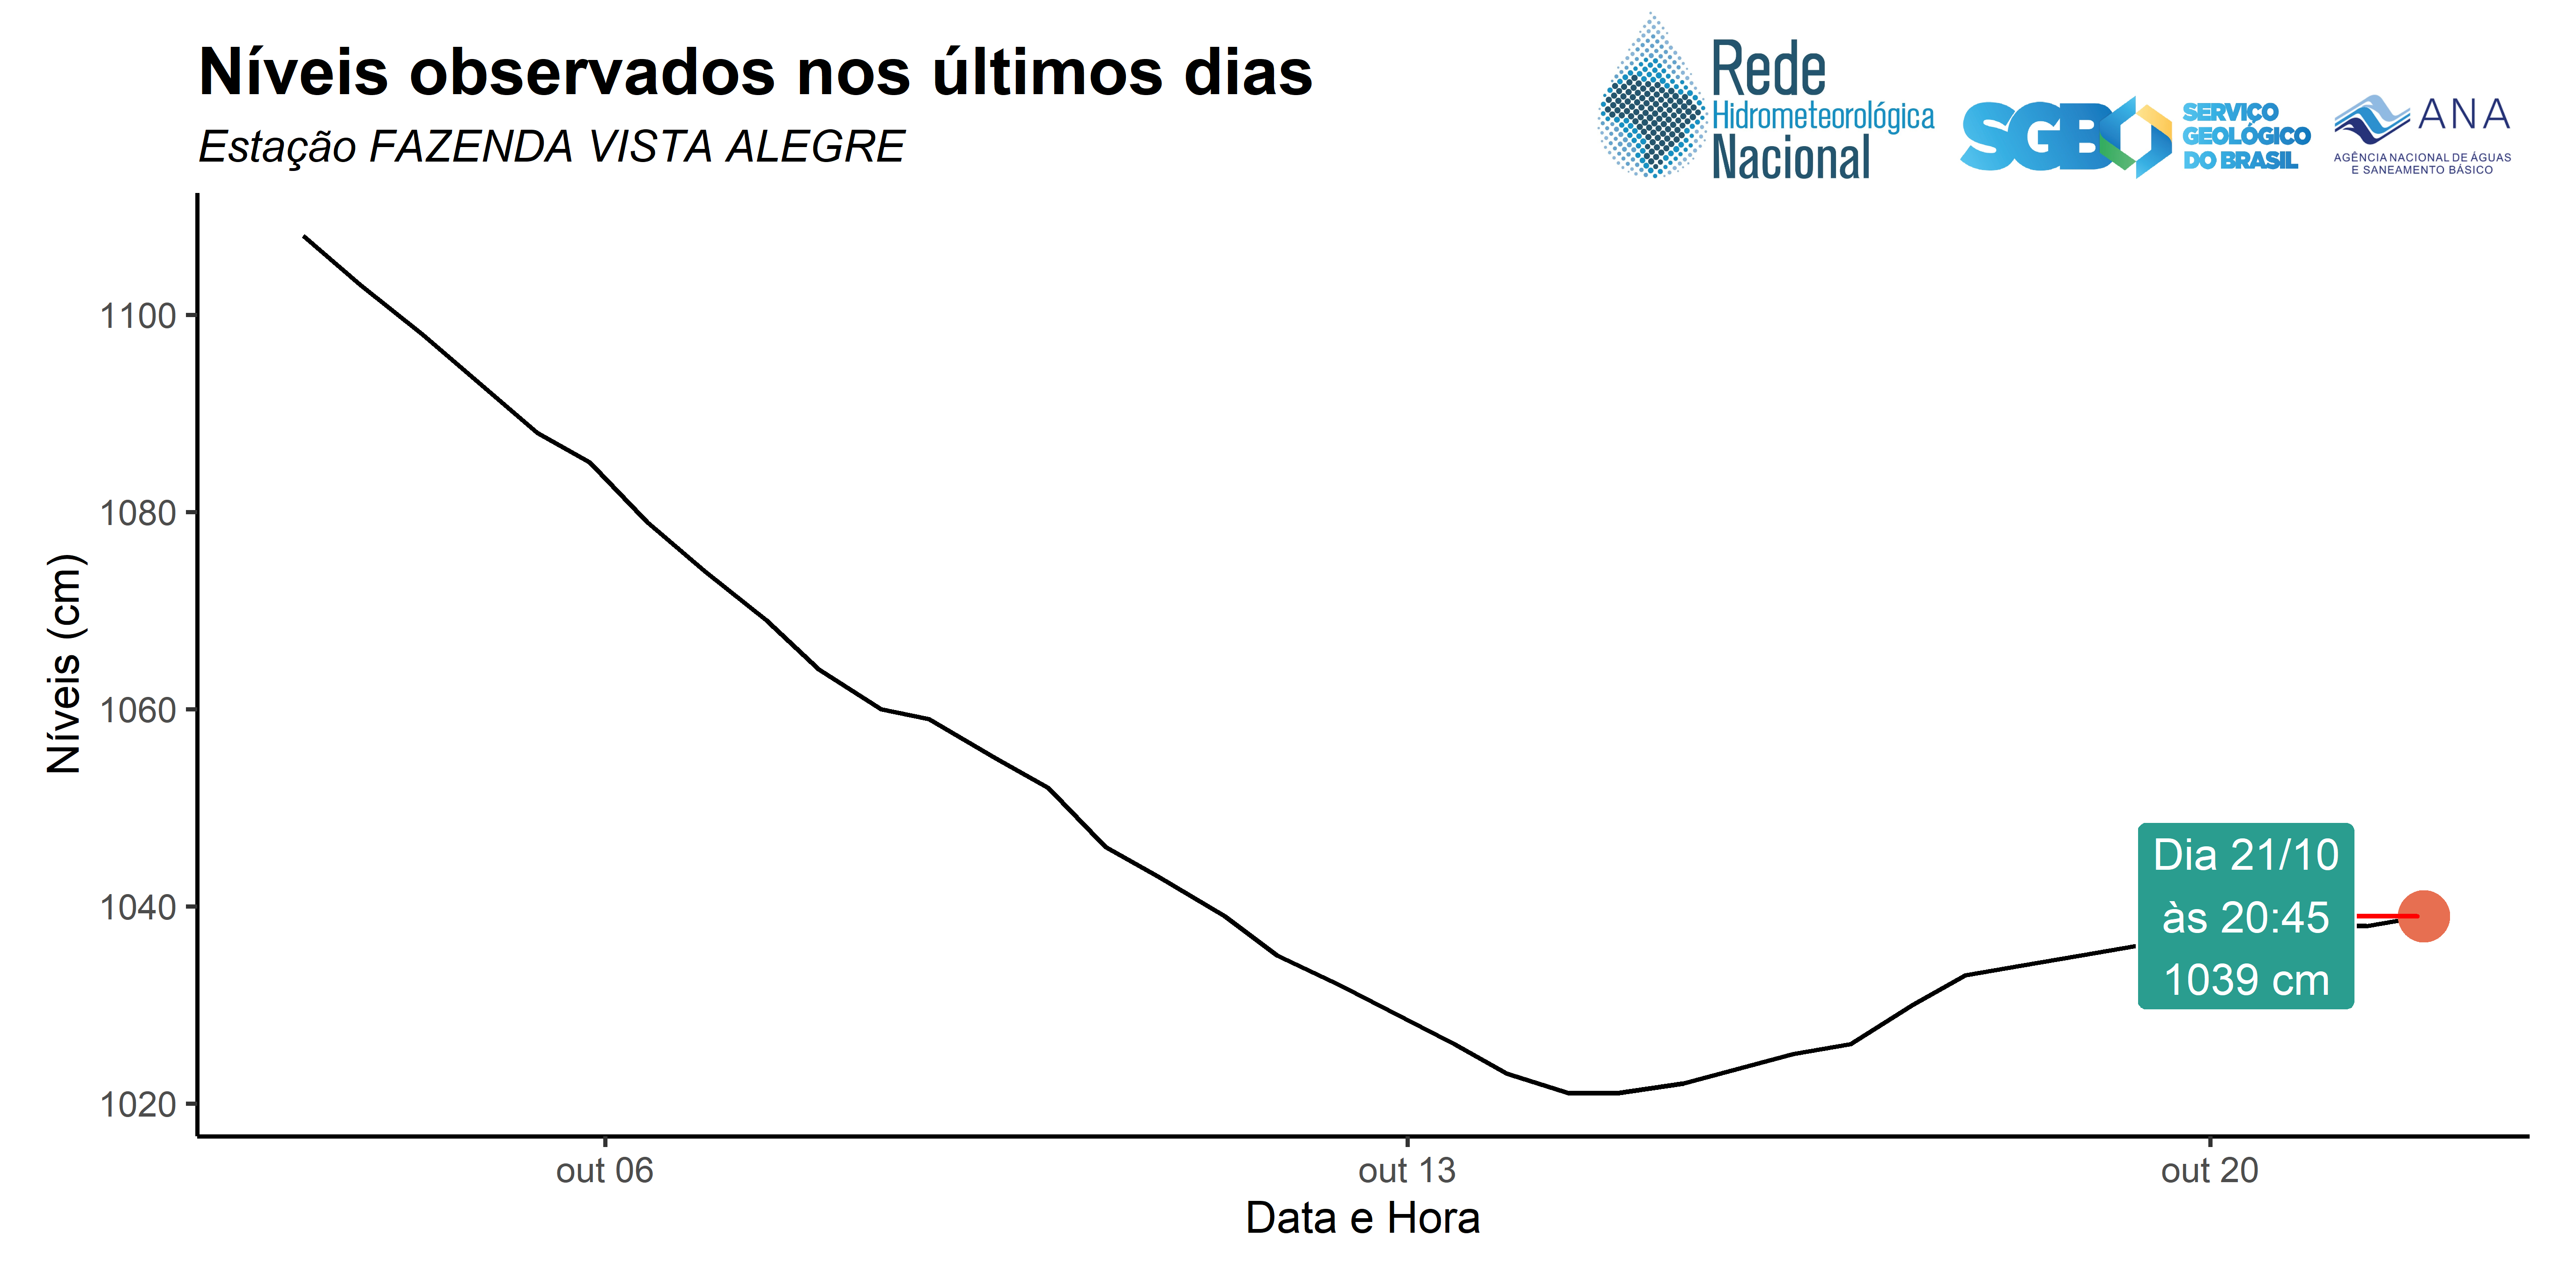 Níveis observados nos últimos dias
Estação FAZENDA VISTA ALEGRE
Rede
Hidrometeorológica
Nacional
SGB
SERVIÇO
GEOLÓGICO
DO BRASIL
ANA
AGÊNCIA NACIONAL DE ÁGUAS
E SANEAMENTO BÁSICO
Níveis (cm)
1100
1080
1060
1040
1020
Dia 21/10
às 20:45
1039 cm
out 06
out 13
out 20
Data e Hora